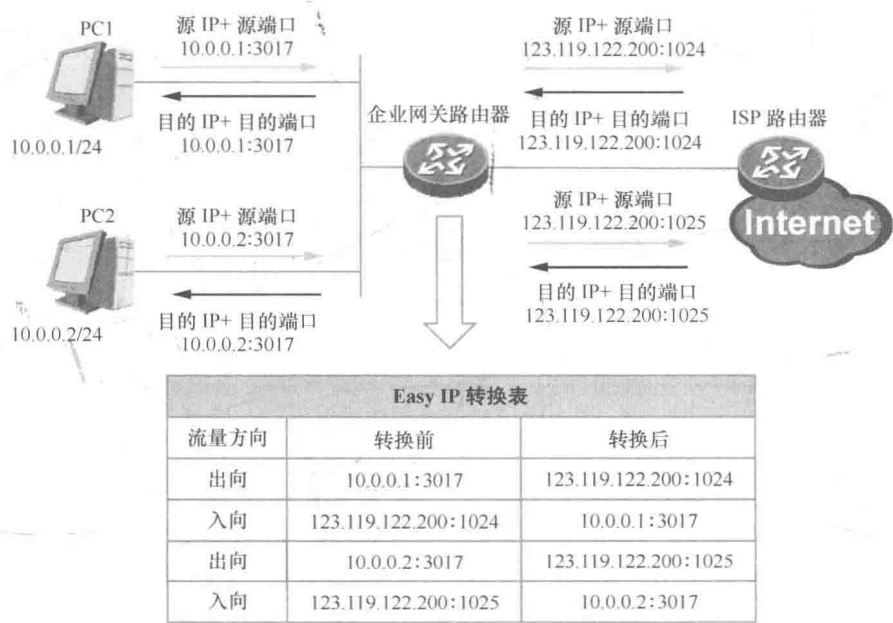 PC1
源 IP+ 源端口
10.0.0.1:3017
目的 IP+ 目的端口
10.0.0.1:3017
10.0.0.1/24
源 IP+ 源端口
123.119.122.200:1024
目的 IP+ 目的端口
123.119.122.200:1024
企业网关路由器
ISP 路由器
Internet
PC2
源 IP+ 源端口
10.0.0.2:3017
目的 IP+ 目的端口
10.0.0.2:3017
10.0.0.2/24
源 IP+ 源端口
123.119.122.200:1025
目的 IP+ 目的端口
123.119.122.200:1025
Easy IP 转换表
流量方向 转换前 转换后
出向 10.0.0.1:3017 123.119.122.200:1024
入向 123.119.122.200:1024 10.0.0.1:3017
出向 10.0.0.2:3017 123.119.122.200:1025
入向 123.119.122.200:1025 10.0.0.2:3017